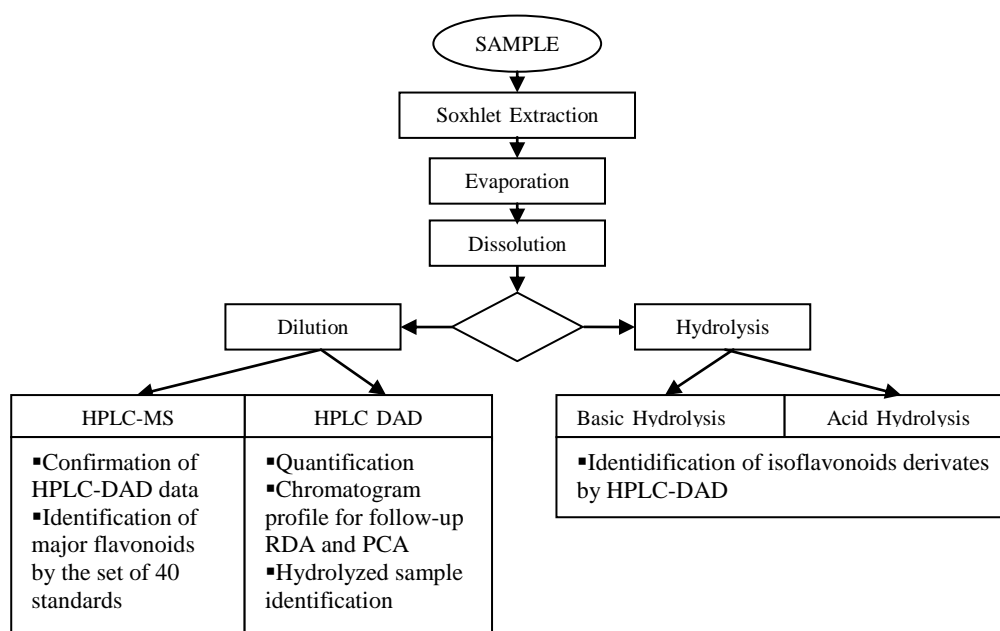 SAMPLE
Soxhlet Extraction
Evaporation
Dissolution
Dilution
Hydrolysis
HPLC-MS
▪Confirmation of
HPLC-DAD data
▪Identification of
major flavonoids
by the set of 40
standards
HPLC DAD
▪Quantification
▪Chromatogram
profile for follow-up
RDA and PCA
▪Hydrolyzed sample
identification
Basic Hydrolysis
Acid Hydrolysis
▪Identidification of isoflavonoids derivates
by HPLC-DAD